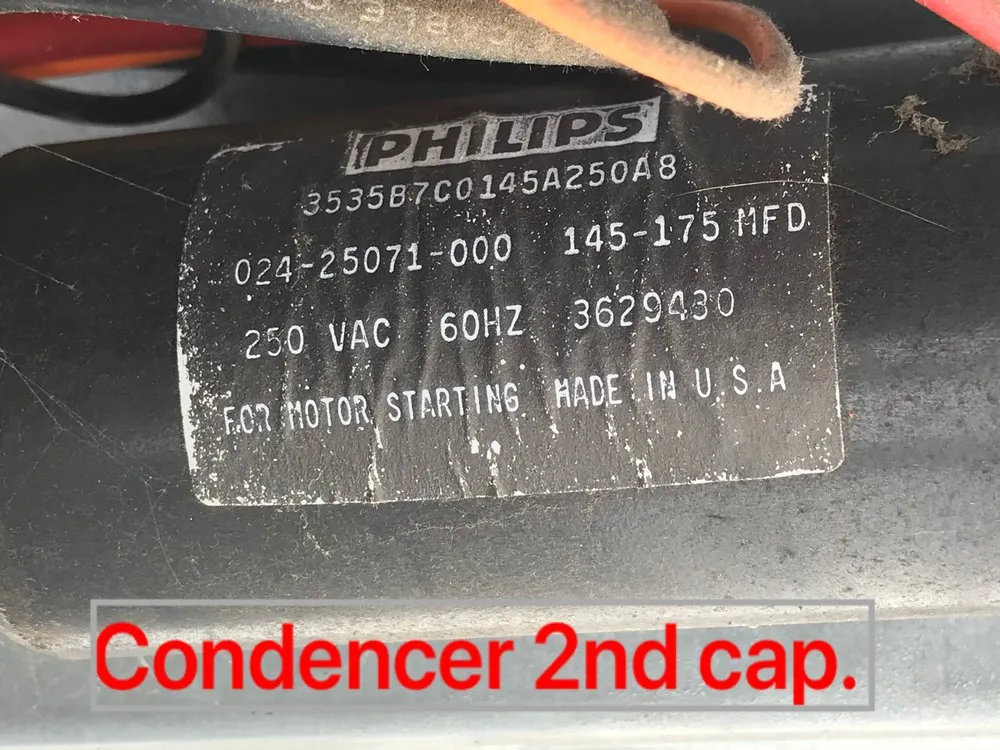 PHILIPS
3535B7C0145A250A8
024-25071-000 145-175 MFD
250 VAC 60HZ 3629430
FOR MOTOR STARTING MADE IN U.S.A
Condencer 2nd cap.